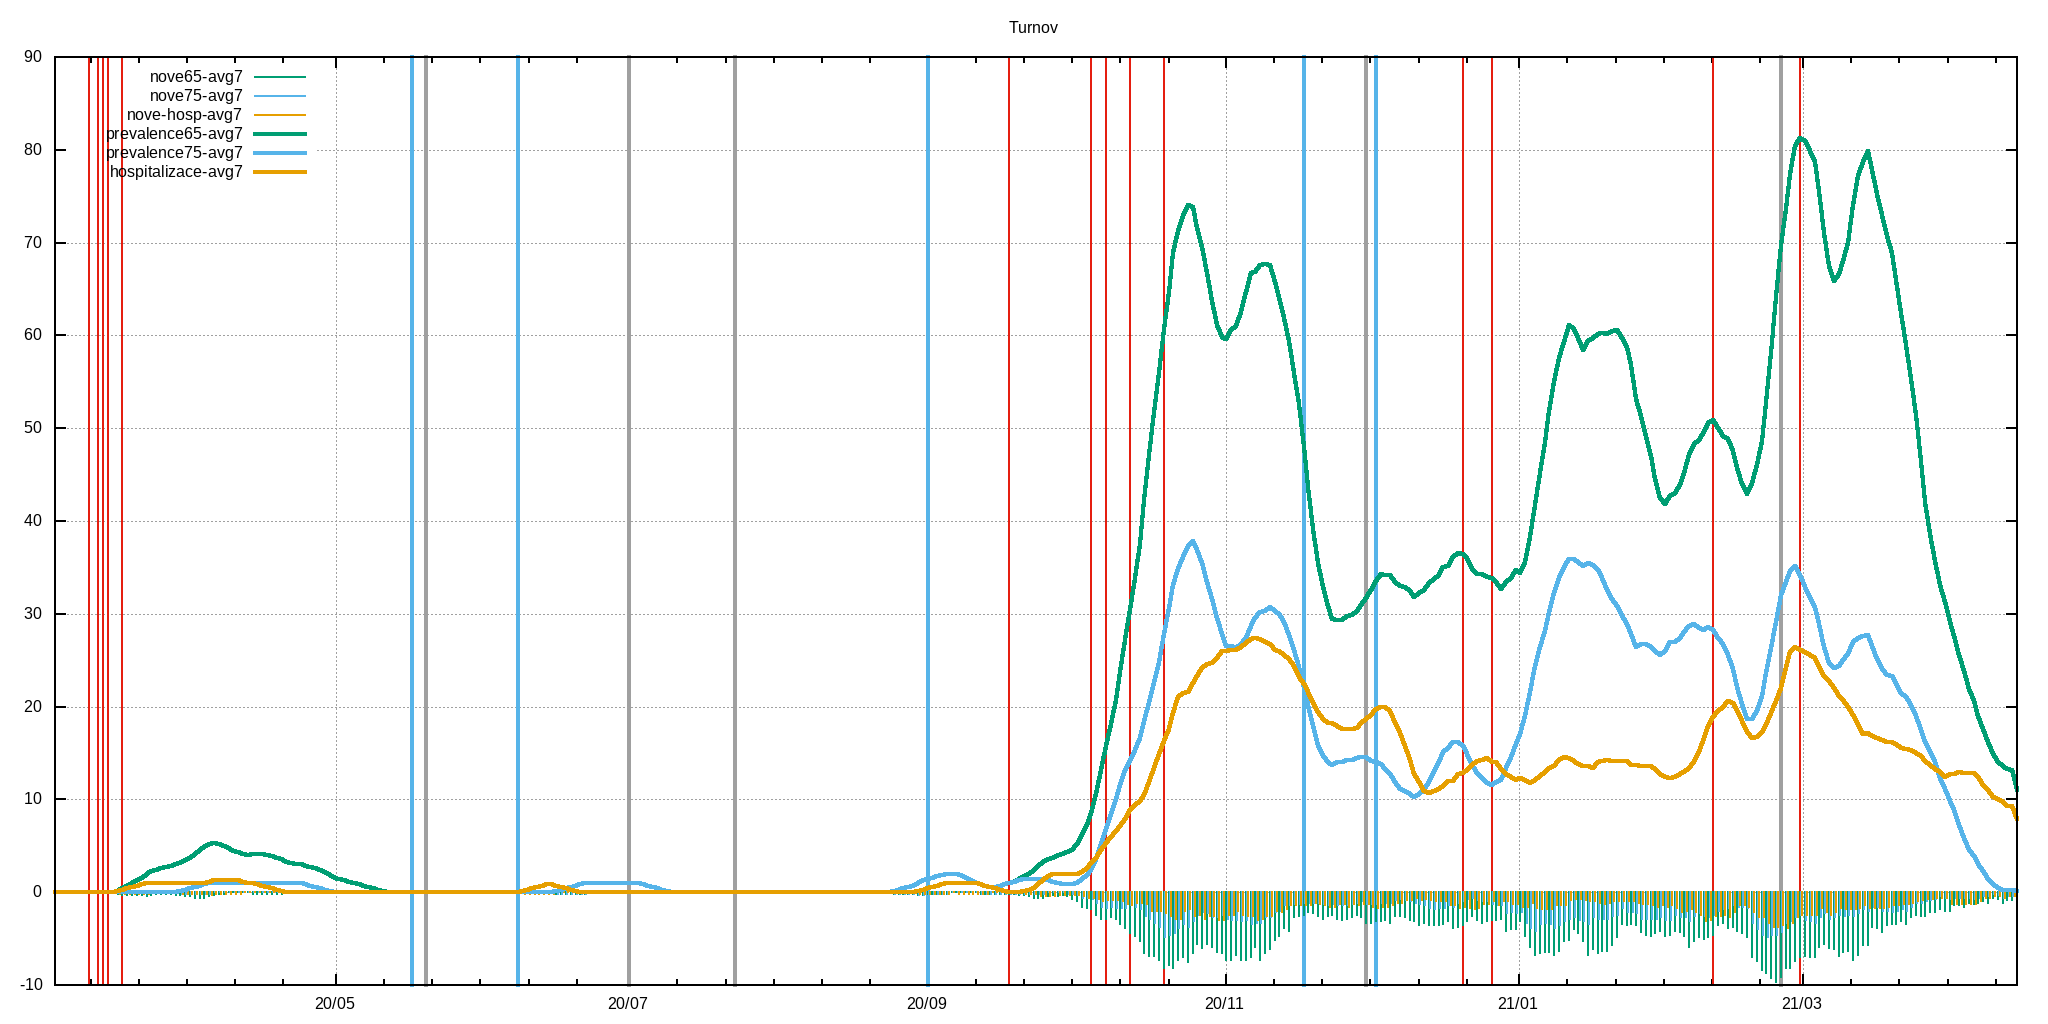 Turnov
90
80
70
60
50
40
30
20
10
0
-10
nove65-avg7
nove75-avg7
nove-hosp-avg7
prevalence65-avg7
prevalence75-avg7
hospitalizace-avg7
20/05 20/07 20/09 20/11 21/01 21/03